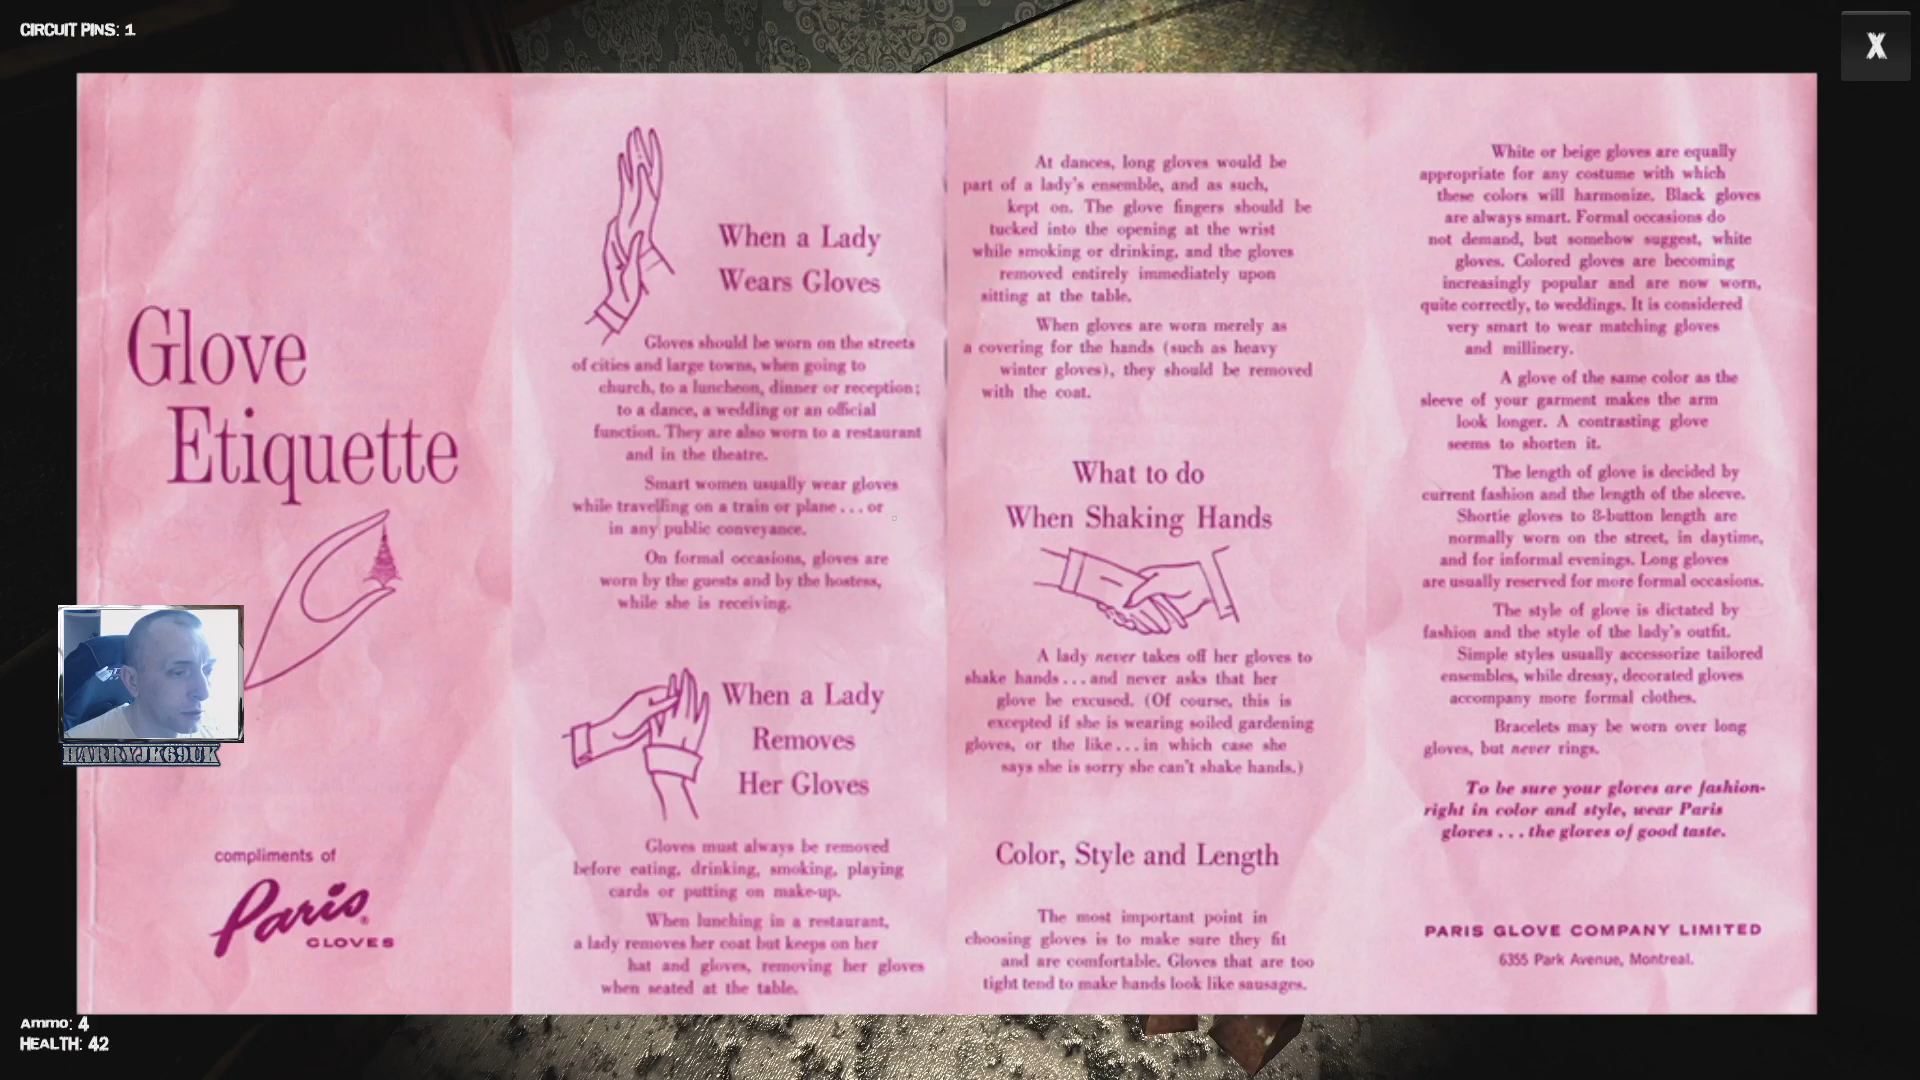 CIRCUIT PINS: 1
X
Glove
Etiquette
compliments of
Paris
GLOVES
When a Lady
Wears Gloves
Gloves should be worn on the streets
of cities and large towns, when going to
church, to a luncheon, dinner or reception;
to a dance, a wedding or an official
function. They are also worn to a restaurant
and in the theatre.
Smart women usually wear gloves
while travelling on a train or plane...or
in any public conveyance.
On formal occasions, gloves are
worn by the guests and by the hostess,
while she is receiving.
When a Lady
Removes
Her Gloves
Gloves must always be removed
before eating, drinking, smoking, playing
cards or putting on make-up.
When lunching in a restaurant,
a lady removes her coat but keeps on her
hat and gloves, removing her gloves
when seated at the table.
At dances, long gloves would be
part of a lady's ensemble, and as such,
kept on. The glove fingers should be
tucked into the opening at the wrist
while smoking or drinking, and the gloves
removed entirely immediately upon
sitting at the table.
When gloves are worn merely as
a covering for the hands (such as heavy
winter gloves), they should be removed
with the coat.
What to do
When Shaking Hands
A lady never takes off her gloves to
shake hands...and never asks that her
glove be excused. (Of course, this is
excepted if she is wearing soiled gardening
gloves, or the like...in which case she
says she is sorry she can't shake hands.)
Color, Style and Length
The most important point in
choosing gloves is to make sure they fit
and are comfortable. Gloves that are too
tight tend to make hands look like sausages.
White or beige gloves are equally
appropriate for any costume with which
these colors will harmonize. Black gloves
are always smart. Formal occasions do
not demand, but somehow suggest, white
gloves. Colored gloves are becoming
increasingly popular and are now worn,
quite correctly, to weddings. It is considered
very smart to wear matching gloves
and millinery.
A glove of the same color as the
sleeve of your garment makes the arm
look longer. A contrasting glove
seems to shorten it.
The length of glove is decided by
current fashion and the length of the sleeve.
Shortie gloves to 8-button length are
normally worn on the street, in daytime,
and for informal evenings. Long gloves
are usually reserved for more formal occasions.
The style of glove is dictated by
fashion and the style of the lady's outfit.
Simple styles usually accessorize tailored
ensembles, while dressy, decorated gloves
accompany more formal clothes.
Bracelets may be worn over long
gloves, but never rings.
To be sure your gloves are fashion-
right in color and style, wear Paris
gloves...the gloves of good taste.
PARIS GLOVE COMPANY LIMITED
6355 Park Avenue, Montreal.
HARRYJK69UK
Ammo: 4
HEALTH: 42